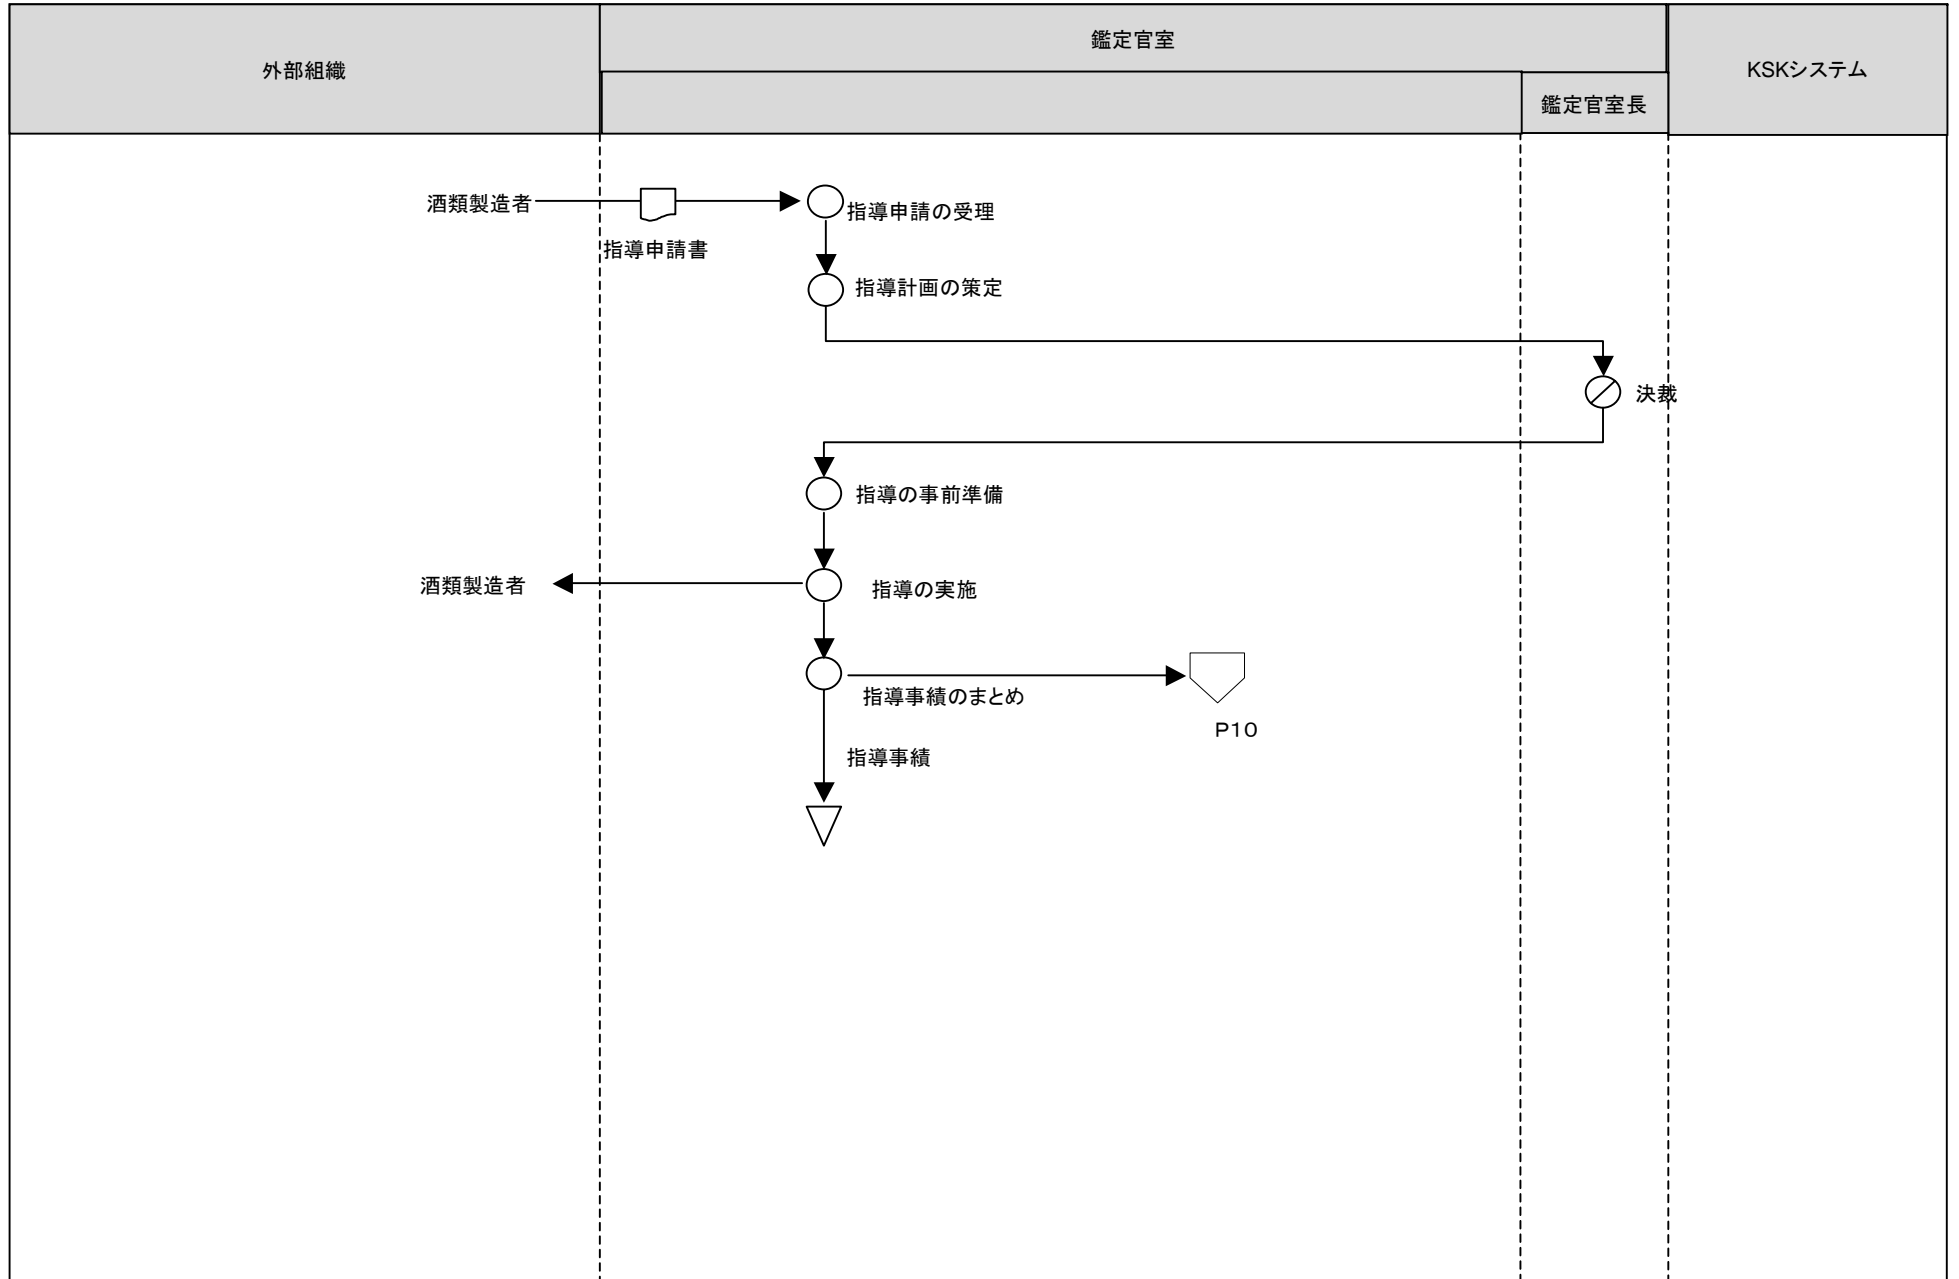 外部組織
鑑定官室
鑑定官室長
KSKシステム
酒類製造者
指導申請書
指導申請の受理
指導計画の策定
決裁
指導の事前準備
酒類製造者
指導の実施
指導事績のまとめ
P10
指導事績